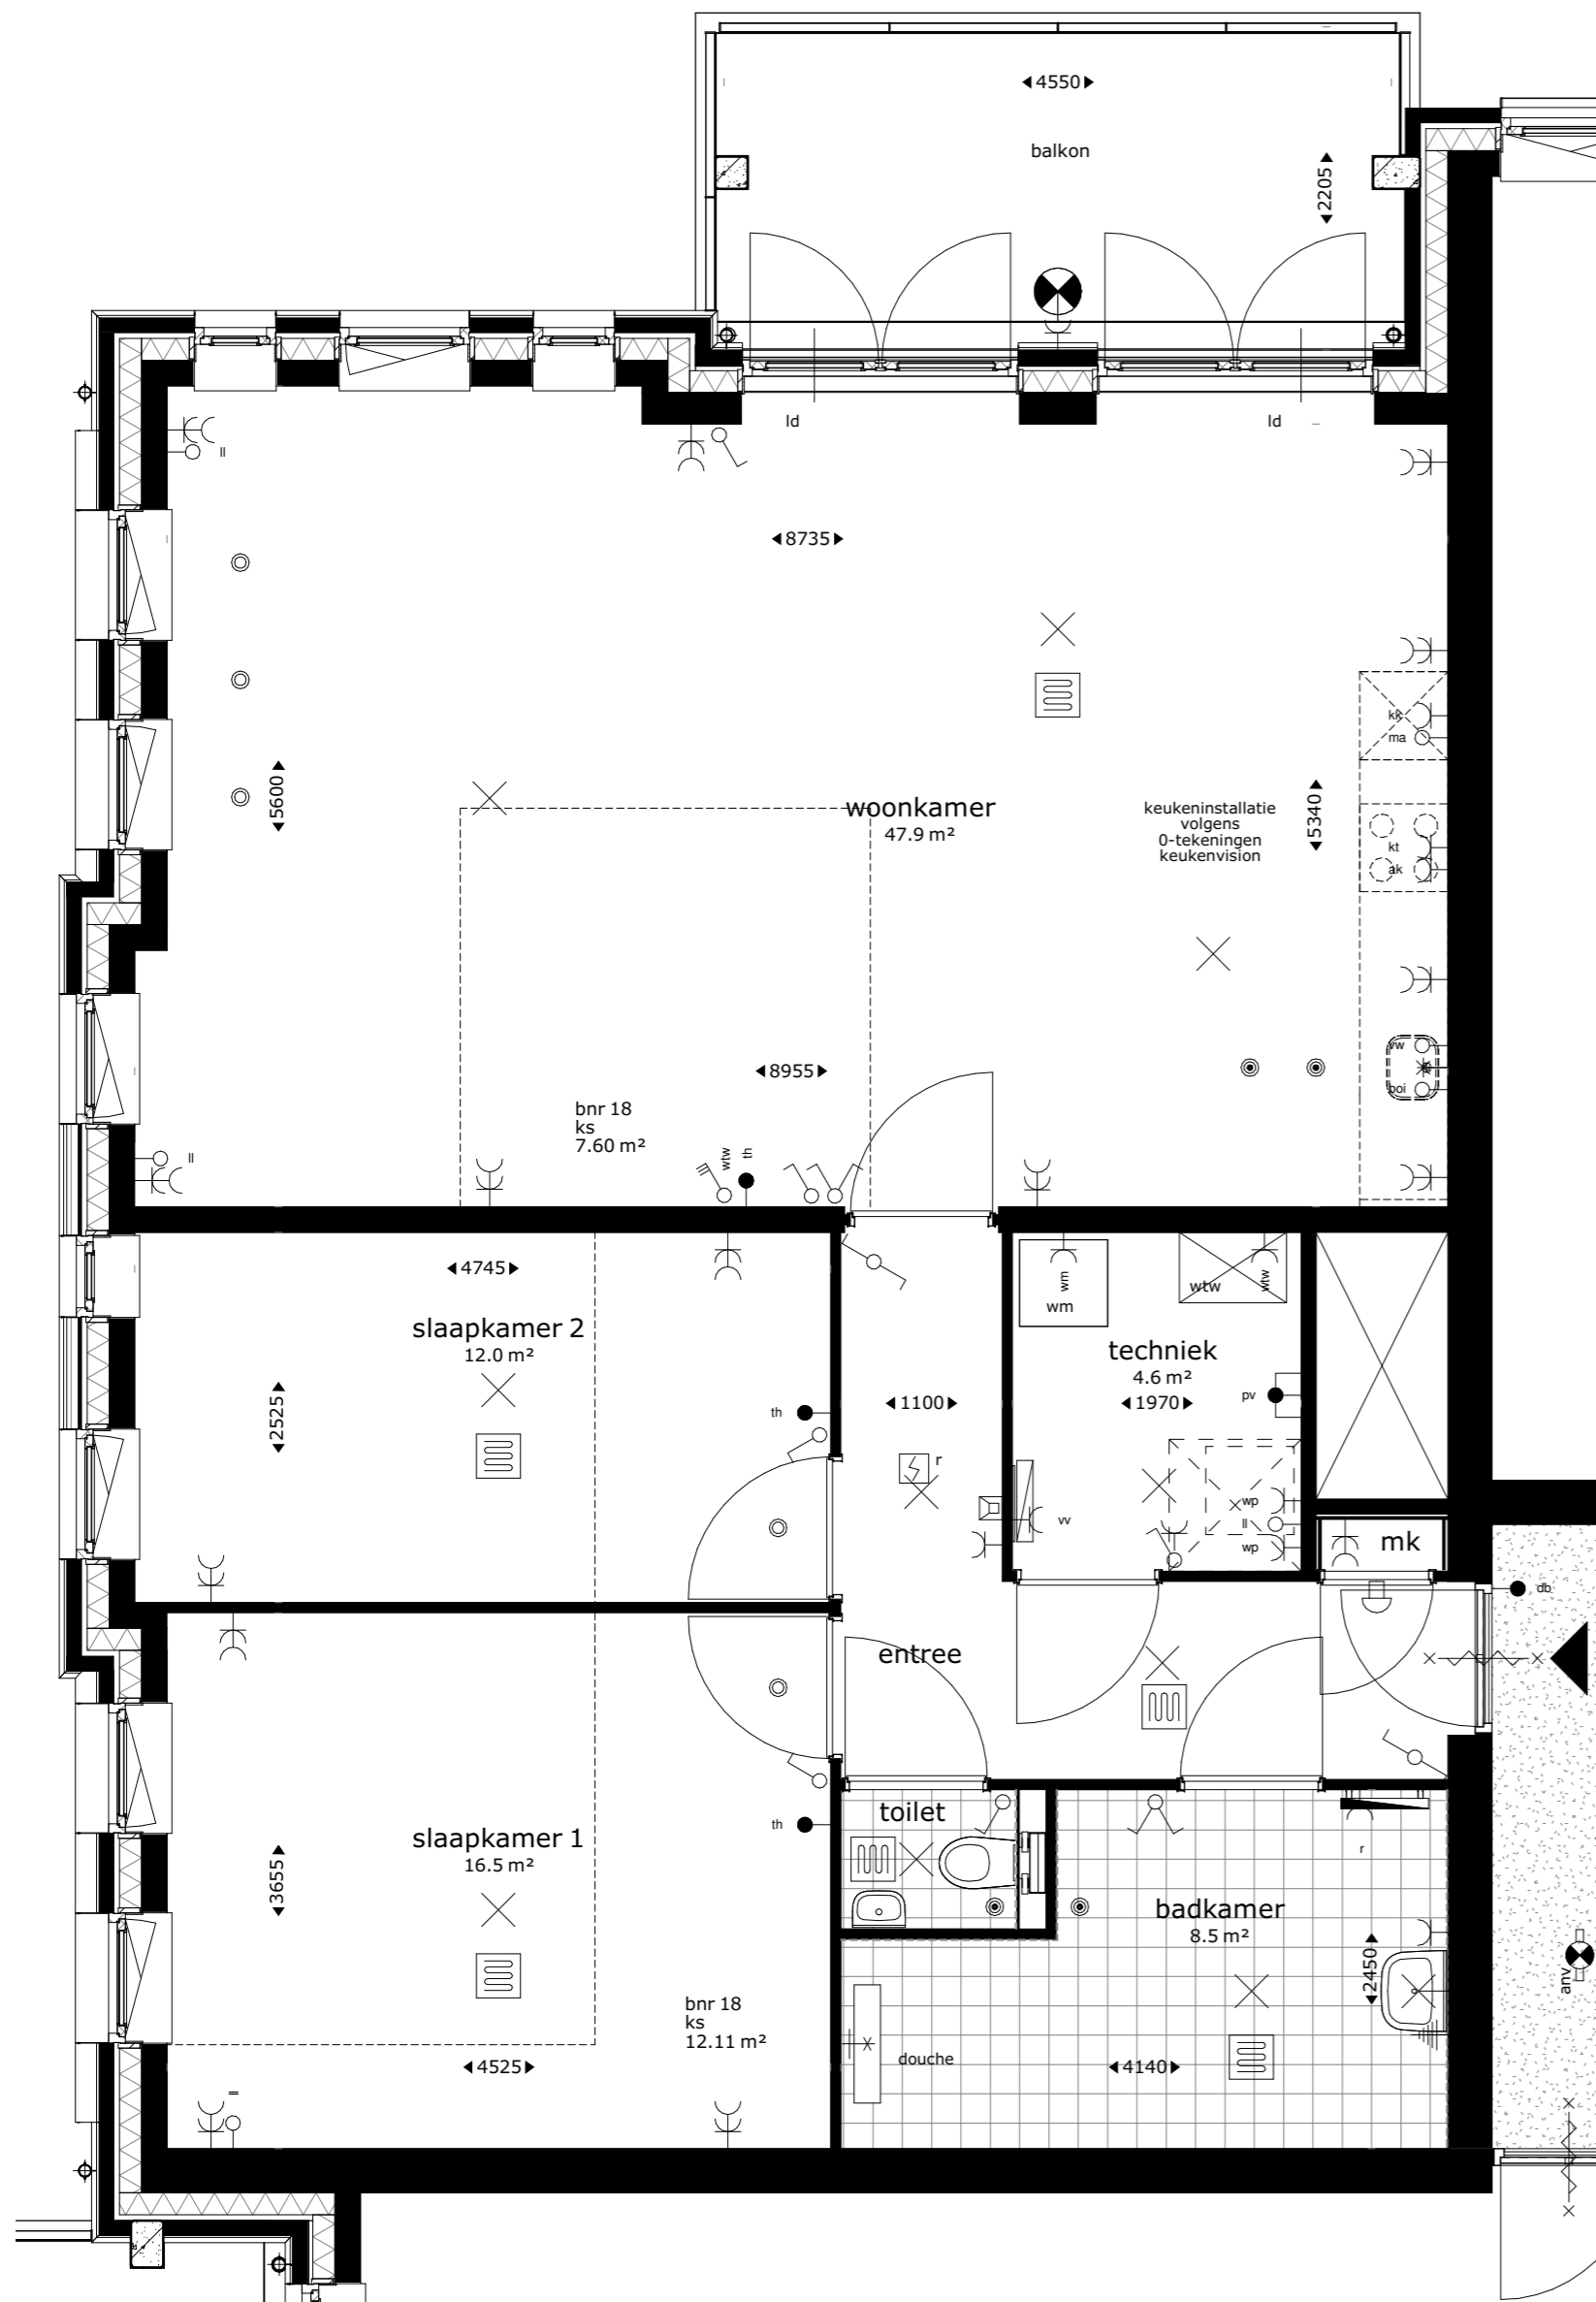 4550
balkon
2205
ld
ld
ll
8735
kk
ma
5600
woonkamer
47.9 m²
keukeninstallatie
volgens
0-tekeningen
keukenvision
5340
kt
ak
vw
boi
8955
bnr 18
ks
7.60 m²
wtw
th
ll
4745
slaapkamer 2
12.0 m²
2525
th
wm
wm
wtw
wtw
techniek
4.6 m²
1970
pv
1100
r
vv
wp
ll
wp
mk
db
entree
toilet
slaapkamer 1
16.5 m²
3655
th
r
badkamer
8.5 m²
2450
anv
bnr 18
ks
12.11 m²
douche
4525
4140